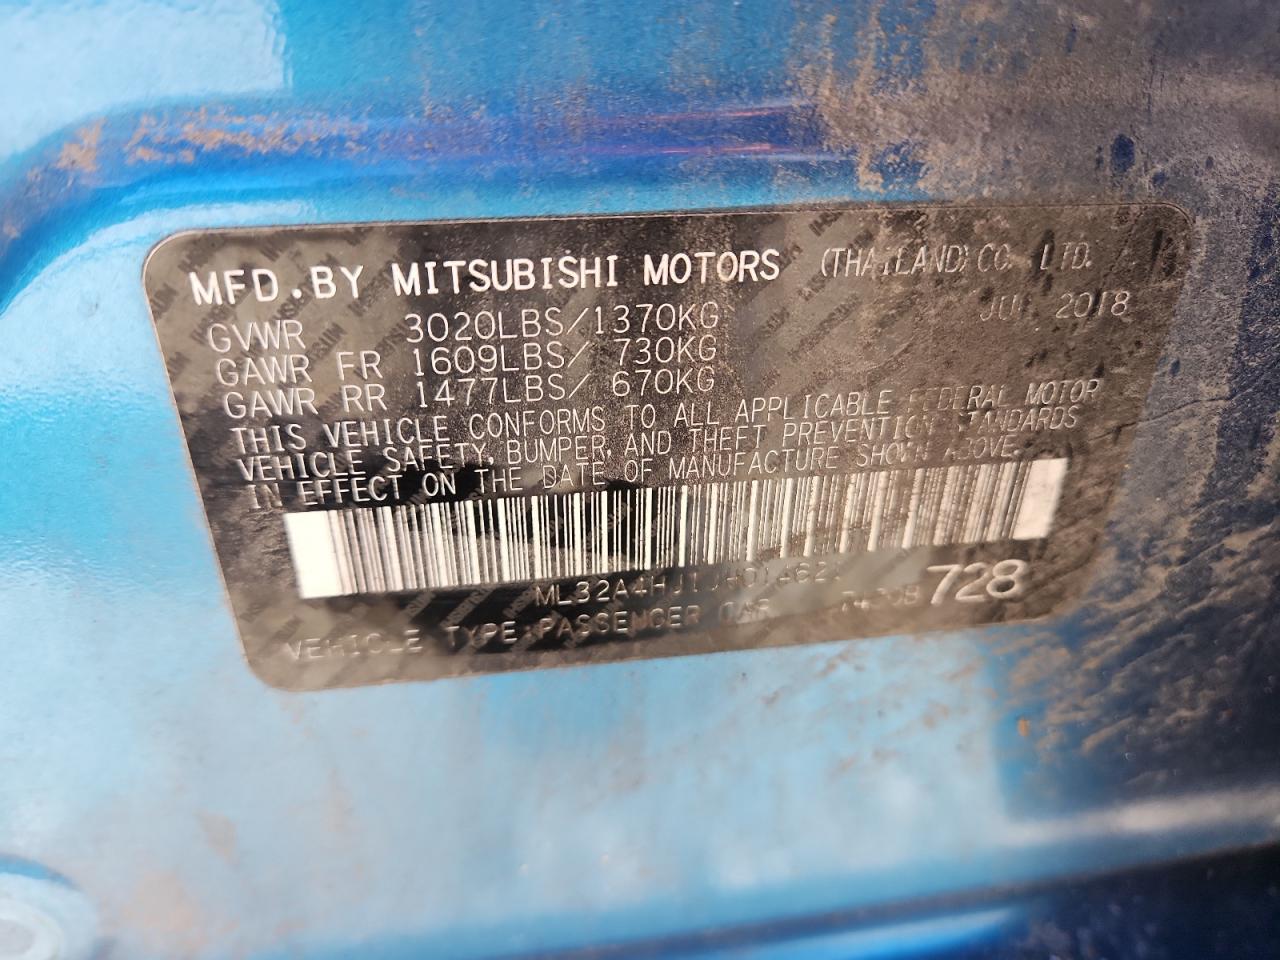 MFD.BY MITSUBISHI MOTORS (THAILAND) CO. LTD.
2018
GVWR 3020LBS/1370KG
GAWR FR 1609LBS/ 730KG
GAWR RR 1477LBS/ 670KG
THIS VEHICLE CONFORMS TO ALL APPLICABLE FEDERAL MOTOR
VEHICLE SAFETY, BUMPER, AND THEFT PREVENTION STANDARDS
IN EFFECT ON THE DATE OF MANUFACTURE SHOWN ABOVE.
728
VEHICLE TYPE:PASSENGER CAR